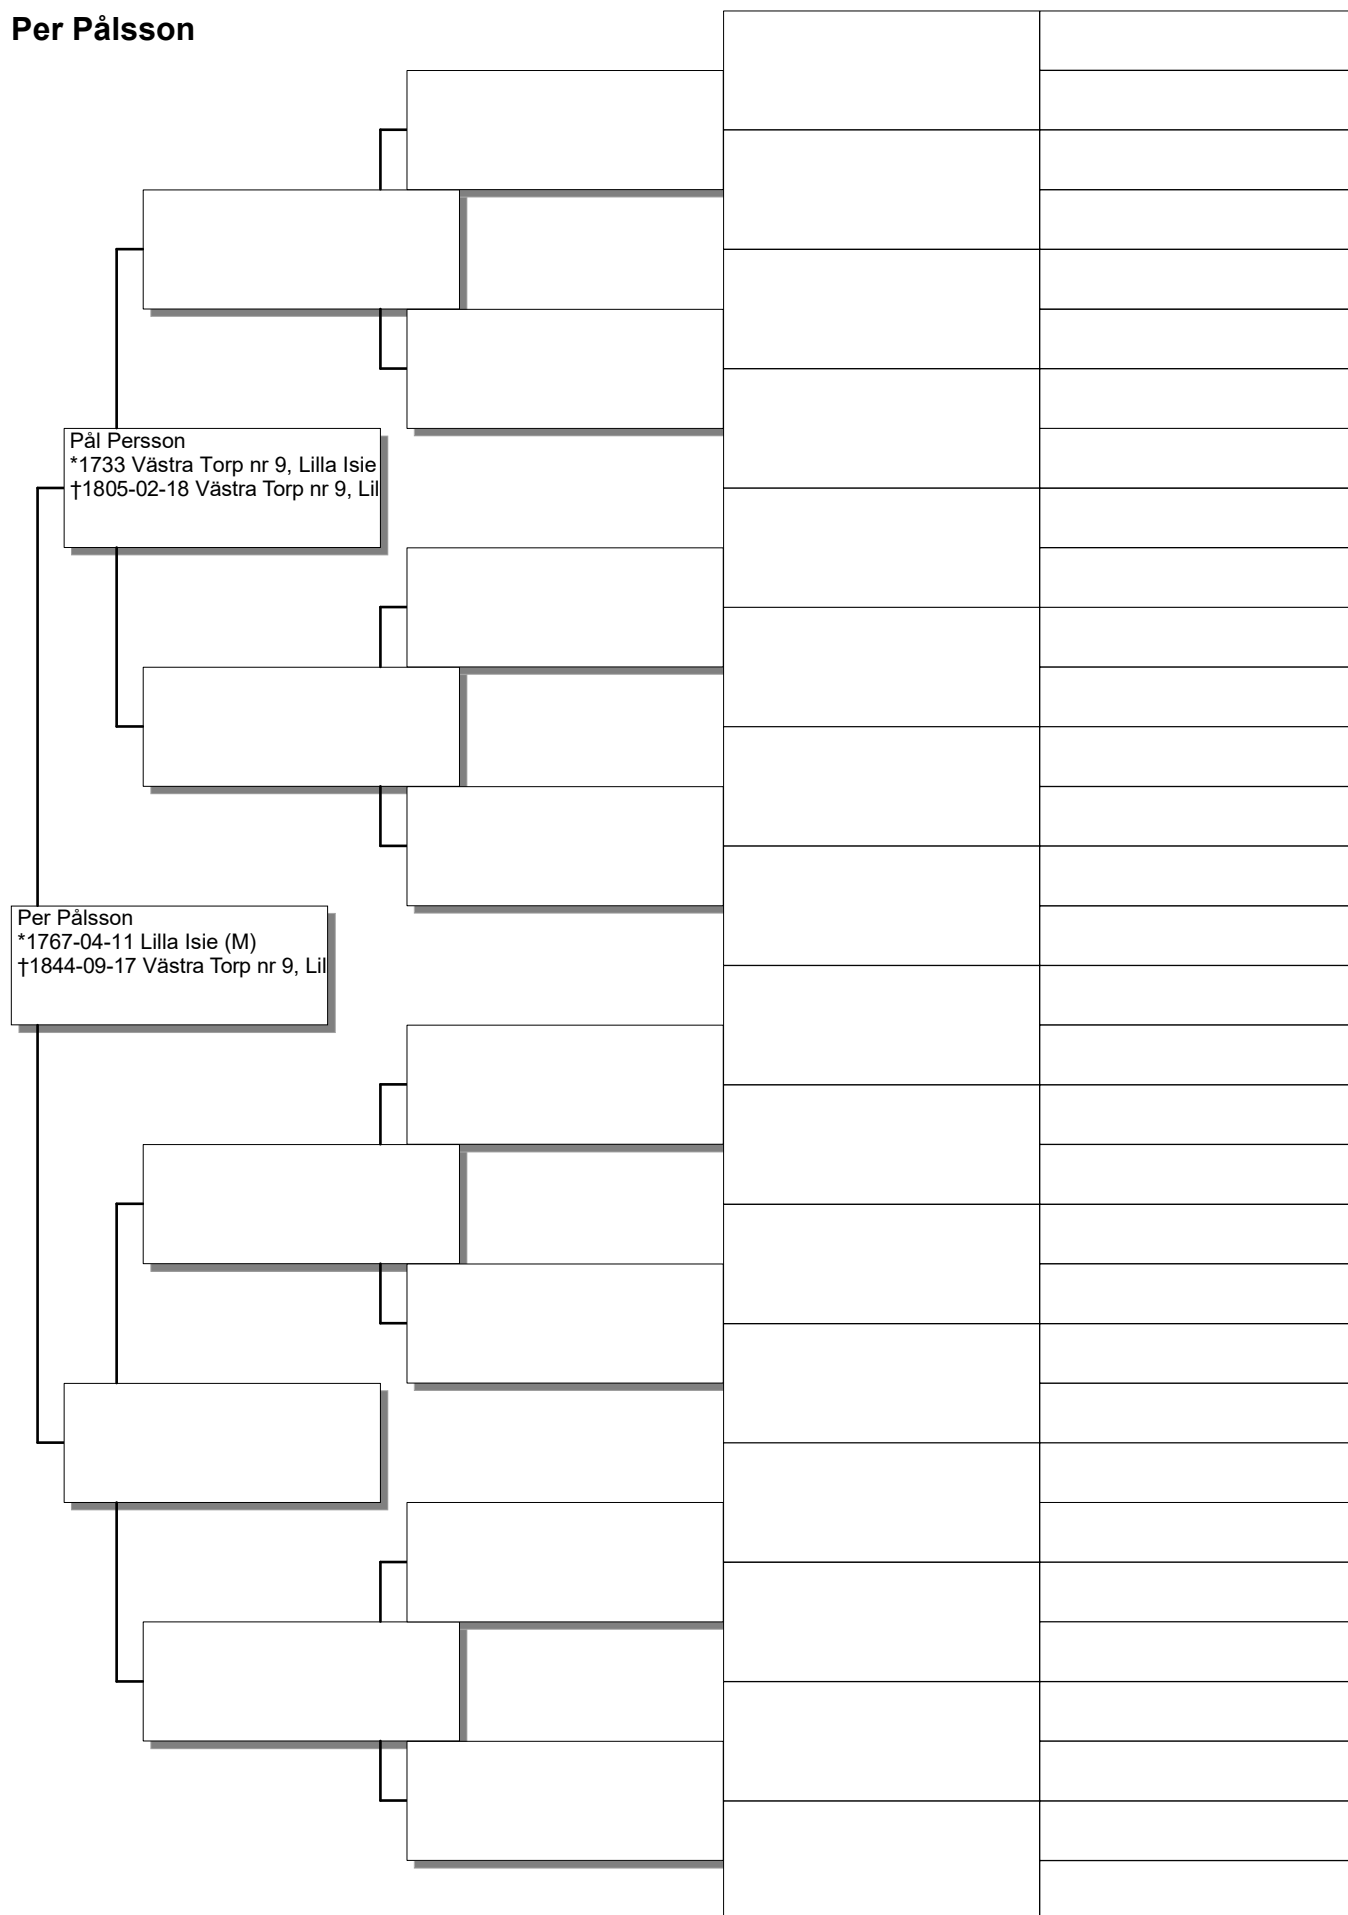 Per Pålsson
Pål Persson
*1733 Västra Torp nr 9, Lilla Isie
†1805-02-18 Västra Torp nr 9, Lil
Per Pålsson
*1767-04-11 Lilla Isie (M)
†1844-09-17 Västra Torp nr 9, Lil